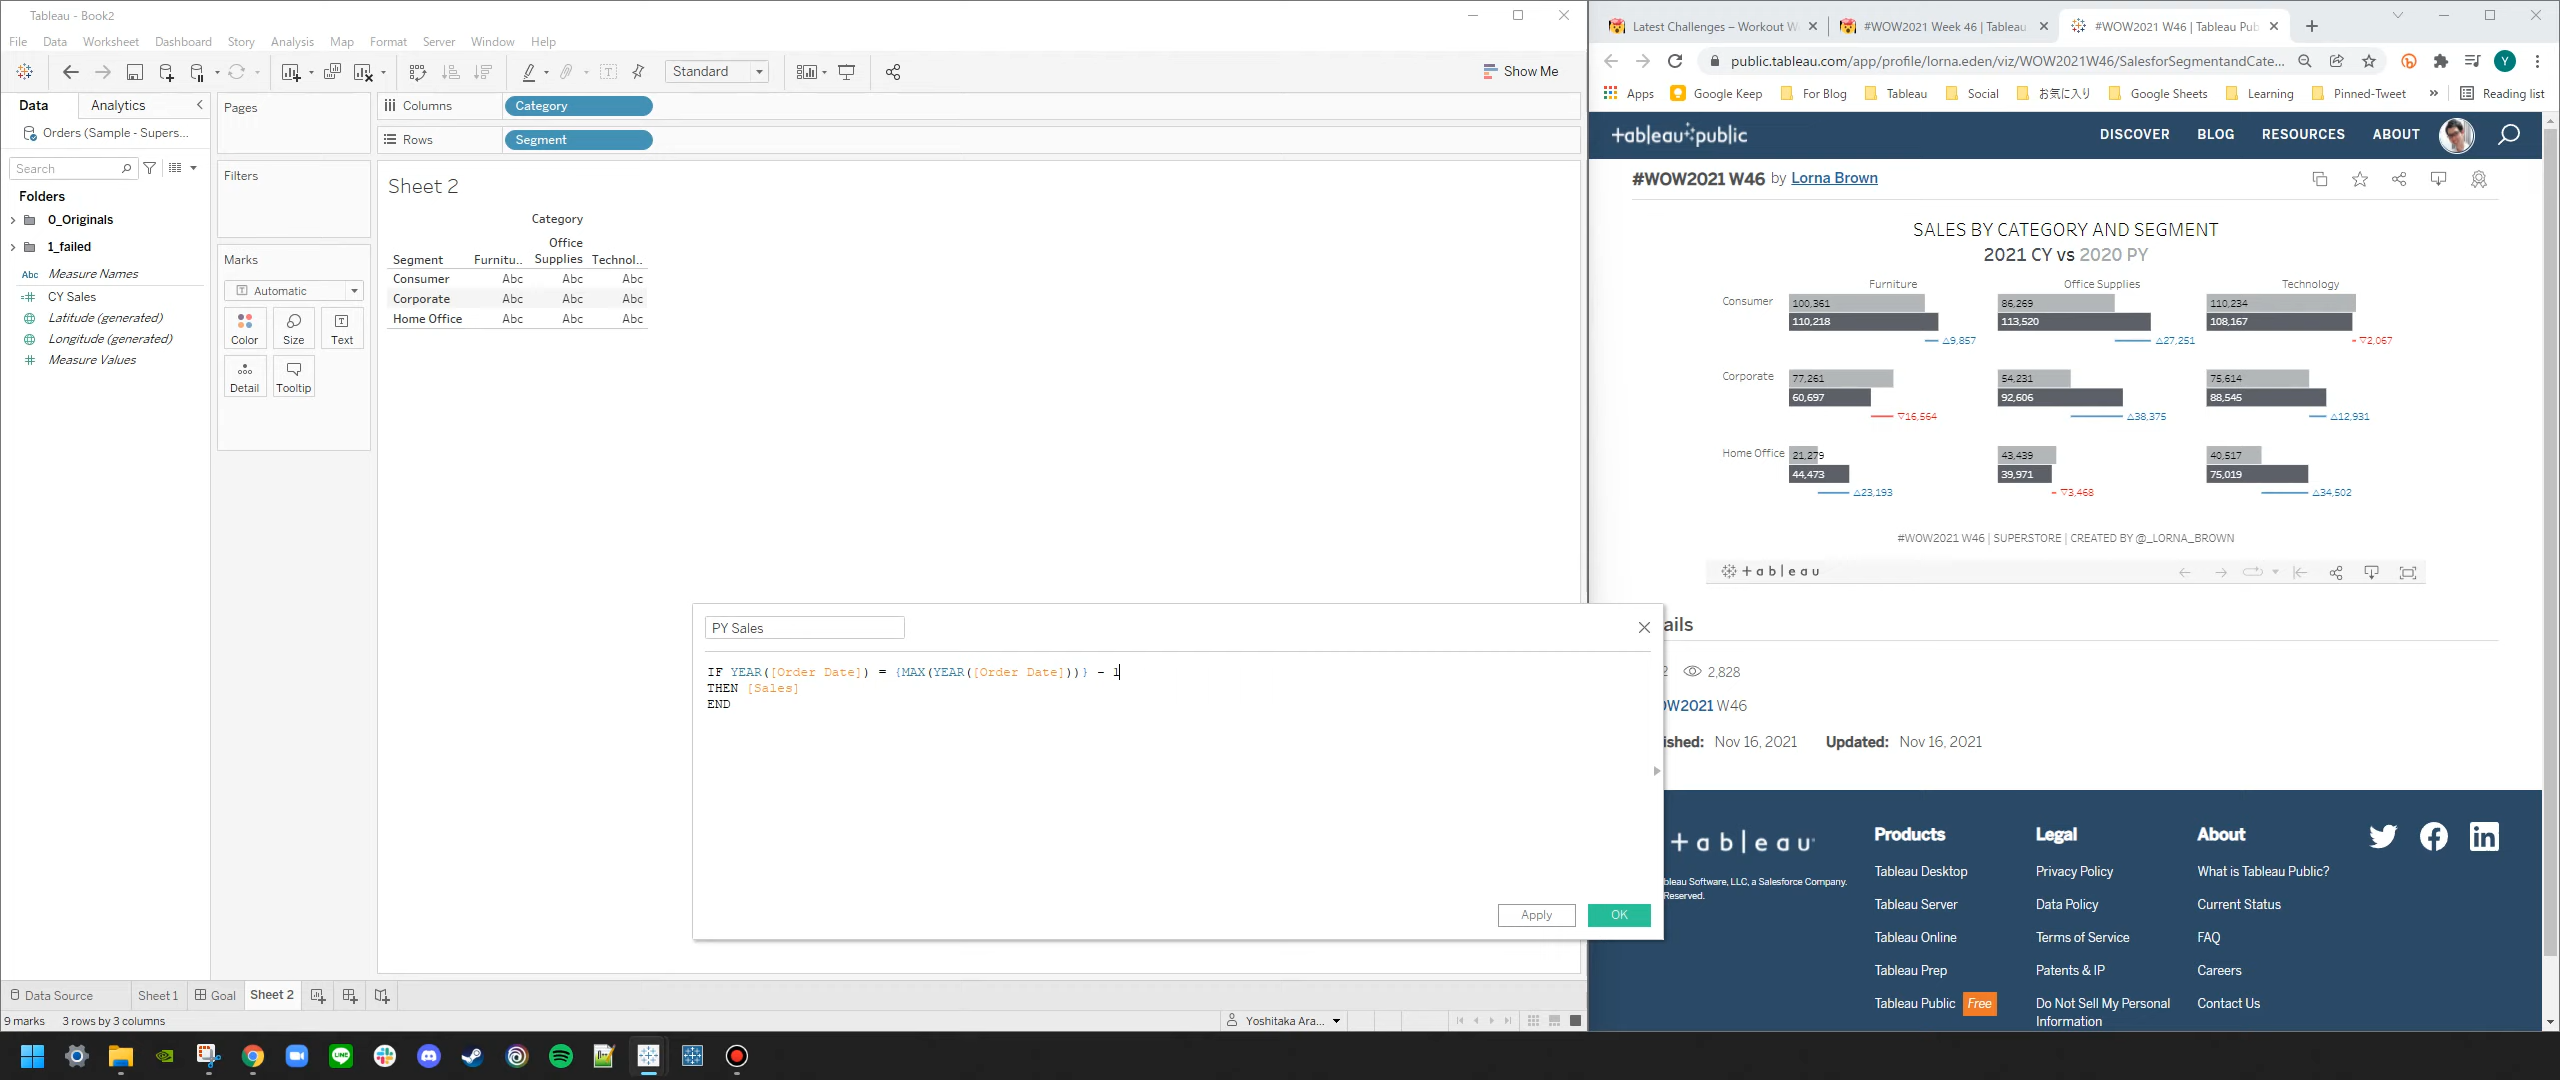 Tableau - Book2
File Data Worksheet Dashboard Story Analysis Map Format Server Window Help
Standard
Show Me
Data Analytics
Orders (Sample - Supers...
Search
Folders
0_Originals
1_failed
Abc Measure Names
CY Sales
Latitude (generated)
Longitude (generated)
Measure Values
Pages
Filters
Marks
Automatic
Color Size Text
Detail Tooltip
Columns Category
Rows Segment
Sheet 2
Category
Segment Furnitu.. Office Supplies Technol..
Consumer Abc Abc Abc
Corporate Abc Abc Abc
Home Office Abc Abc Abc
PY Sales
IF YEAR([Order Date]) = {MAX(YEAR([Order Date]))} - 1
THEN [Sales]
END
Apply OK
Data Source Sheet 1 Goal Sheet 2
9 marks 3 rows by 3 columns
Yoshitaka Ara...
Latest Challenges – Workout W
#WOW2021 Week 46 | Tableau
#WOW2021 W46 | Tableau Pub
public.tableau.com/app/profile/lorna.eden/viz/WOW2021W46/SalesforSegmentandCate...
Y
Apps Google Keep For Blog Tableau Social お気に入り Google Sheets Learning Pinned-Tweet » Reading list
+ableau public
DISCOVER BLOG RESOURCES ABOUT
#WOW2021 W46 by Lorna Brown
SALES BY CATEGORY AND SEGMENT
2021 CY vs 2020 PY
Furniture Office Supplies Technology
Consumer 100,361 86,269 110,234
110,218 113,520 108,167
△9,857 △27,251 ▽2,067
Corporate 77,261 54,231 75,614
60,697 92,606 88,545
▽16,564 △38,375 △12,931
Home Office 21,279 43,439 40,517
44,473 39,971 75,019
△23,193 ▽3,468 △34,502
#WOW2021 W46 | SUPERSTORE | CREATED BY @_LORNA_BROWN
+ a b | e a u
ails
2 2,828
OW2021 W46
ished: Nov 16, 2021 Updated: Nov 16, 2021
+ a b | e a u
bleau Software, LLC, a Salesforce Company.
Reserved.
Products
Tableau Desktop
Tableau Server
Tableau Online
Tableau Prep
Tableau Public Free
Legal
Privacy Policy
Data Policy
Terms of Service
Patents & IP
Do Not Sell My Personal
Information
About
What is Tableau Public?
Current Status
FAQ
Careers
Contact Us
LINE